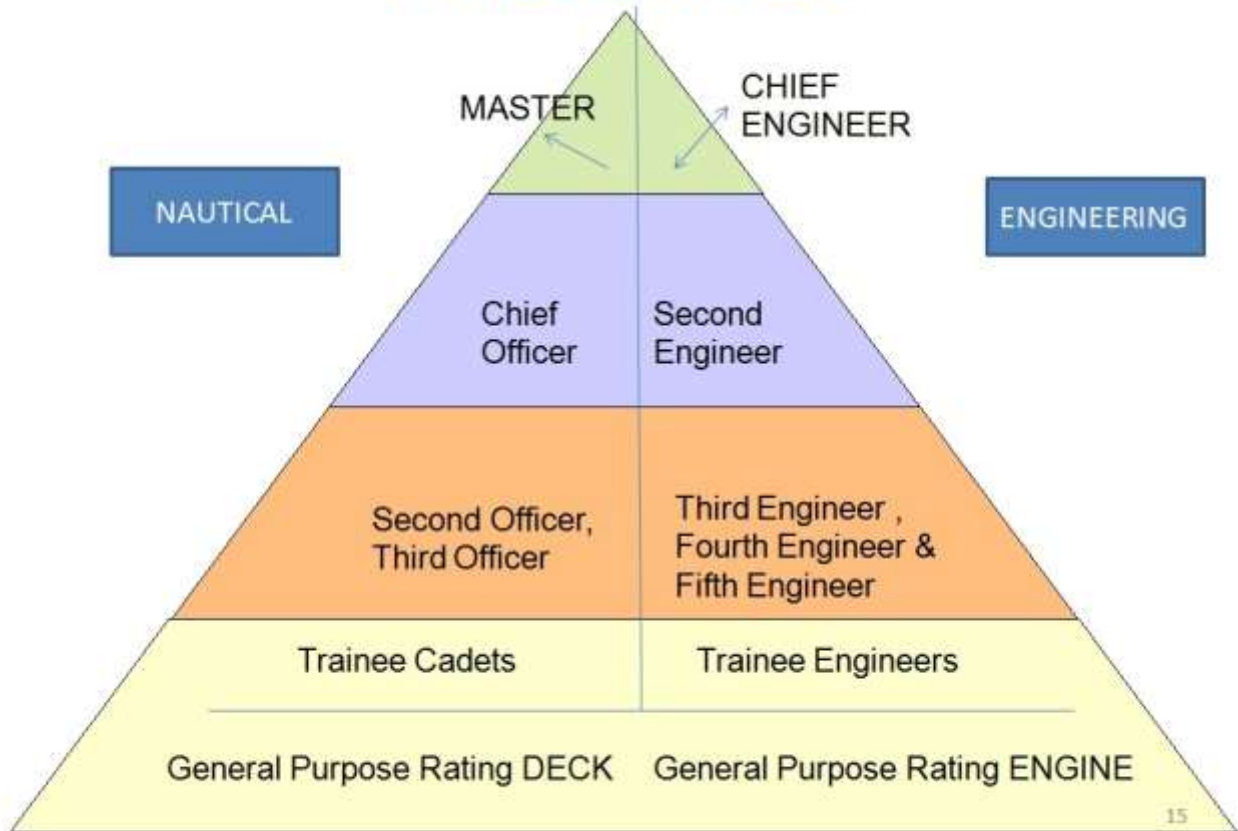 MASTER
CHIEF
ENGINEER
NAUTICAL
ENGINEERING
Chief
Officer
Second
Engineer
Second Officer,
Third Officer
Third Engineer ,
Fourth Engineer &
Fifth Engineer
Trainee Cadets
Trainee Engineers
General Purpose Rating DECK
General Purpose Rating ENGINE
15